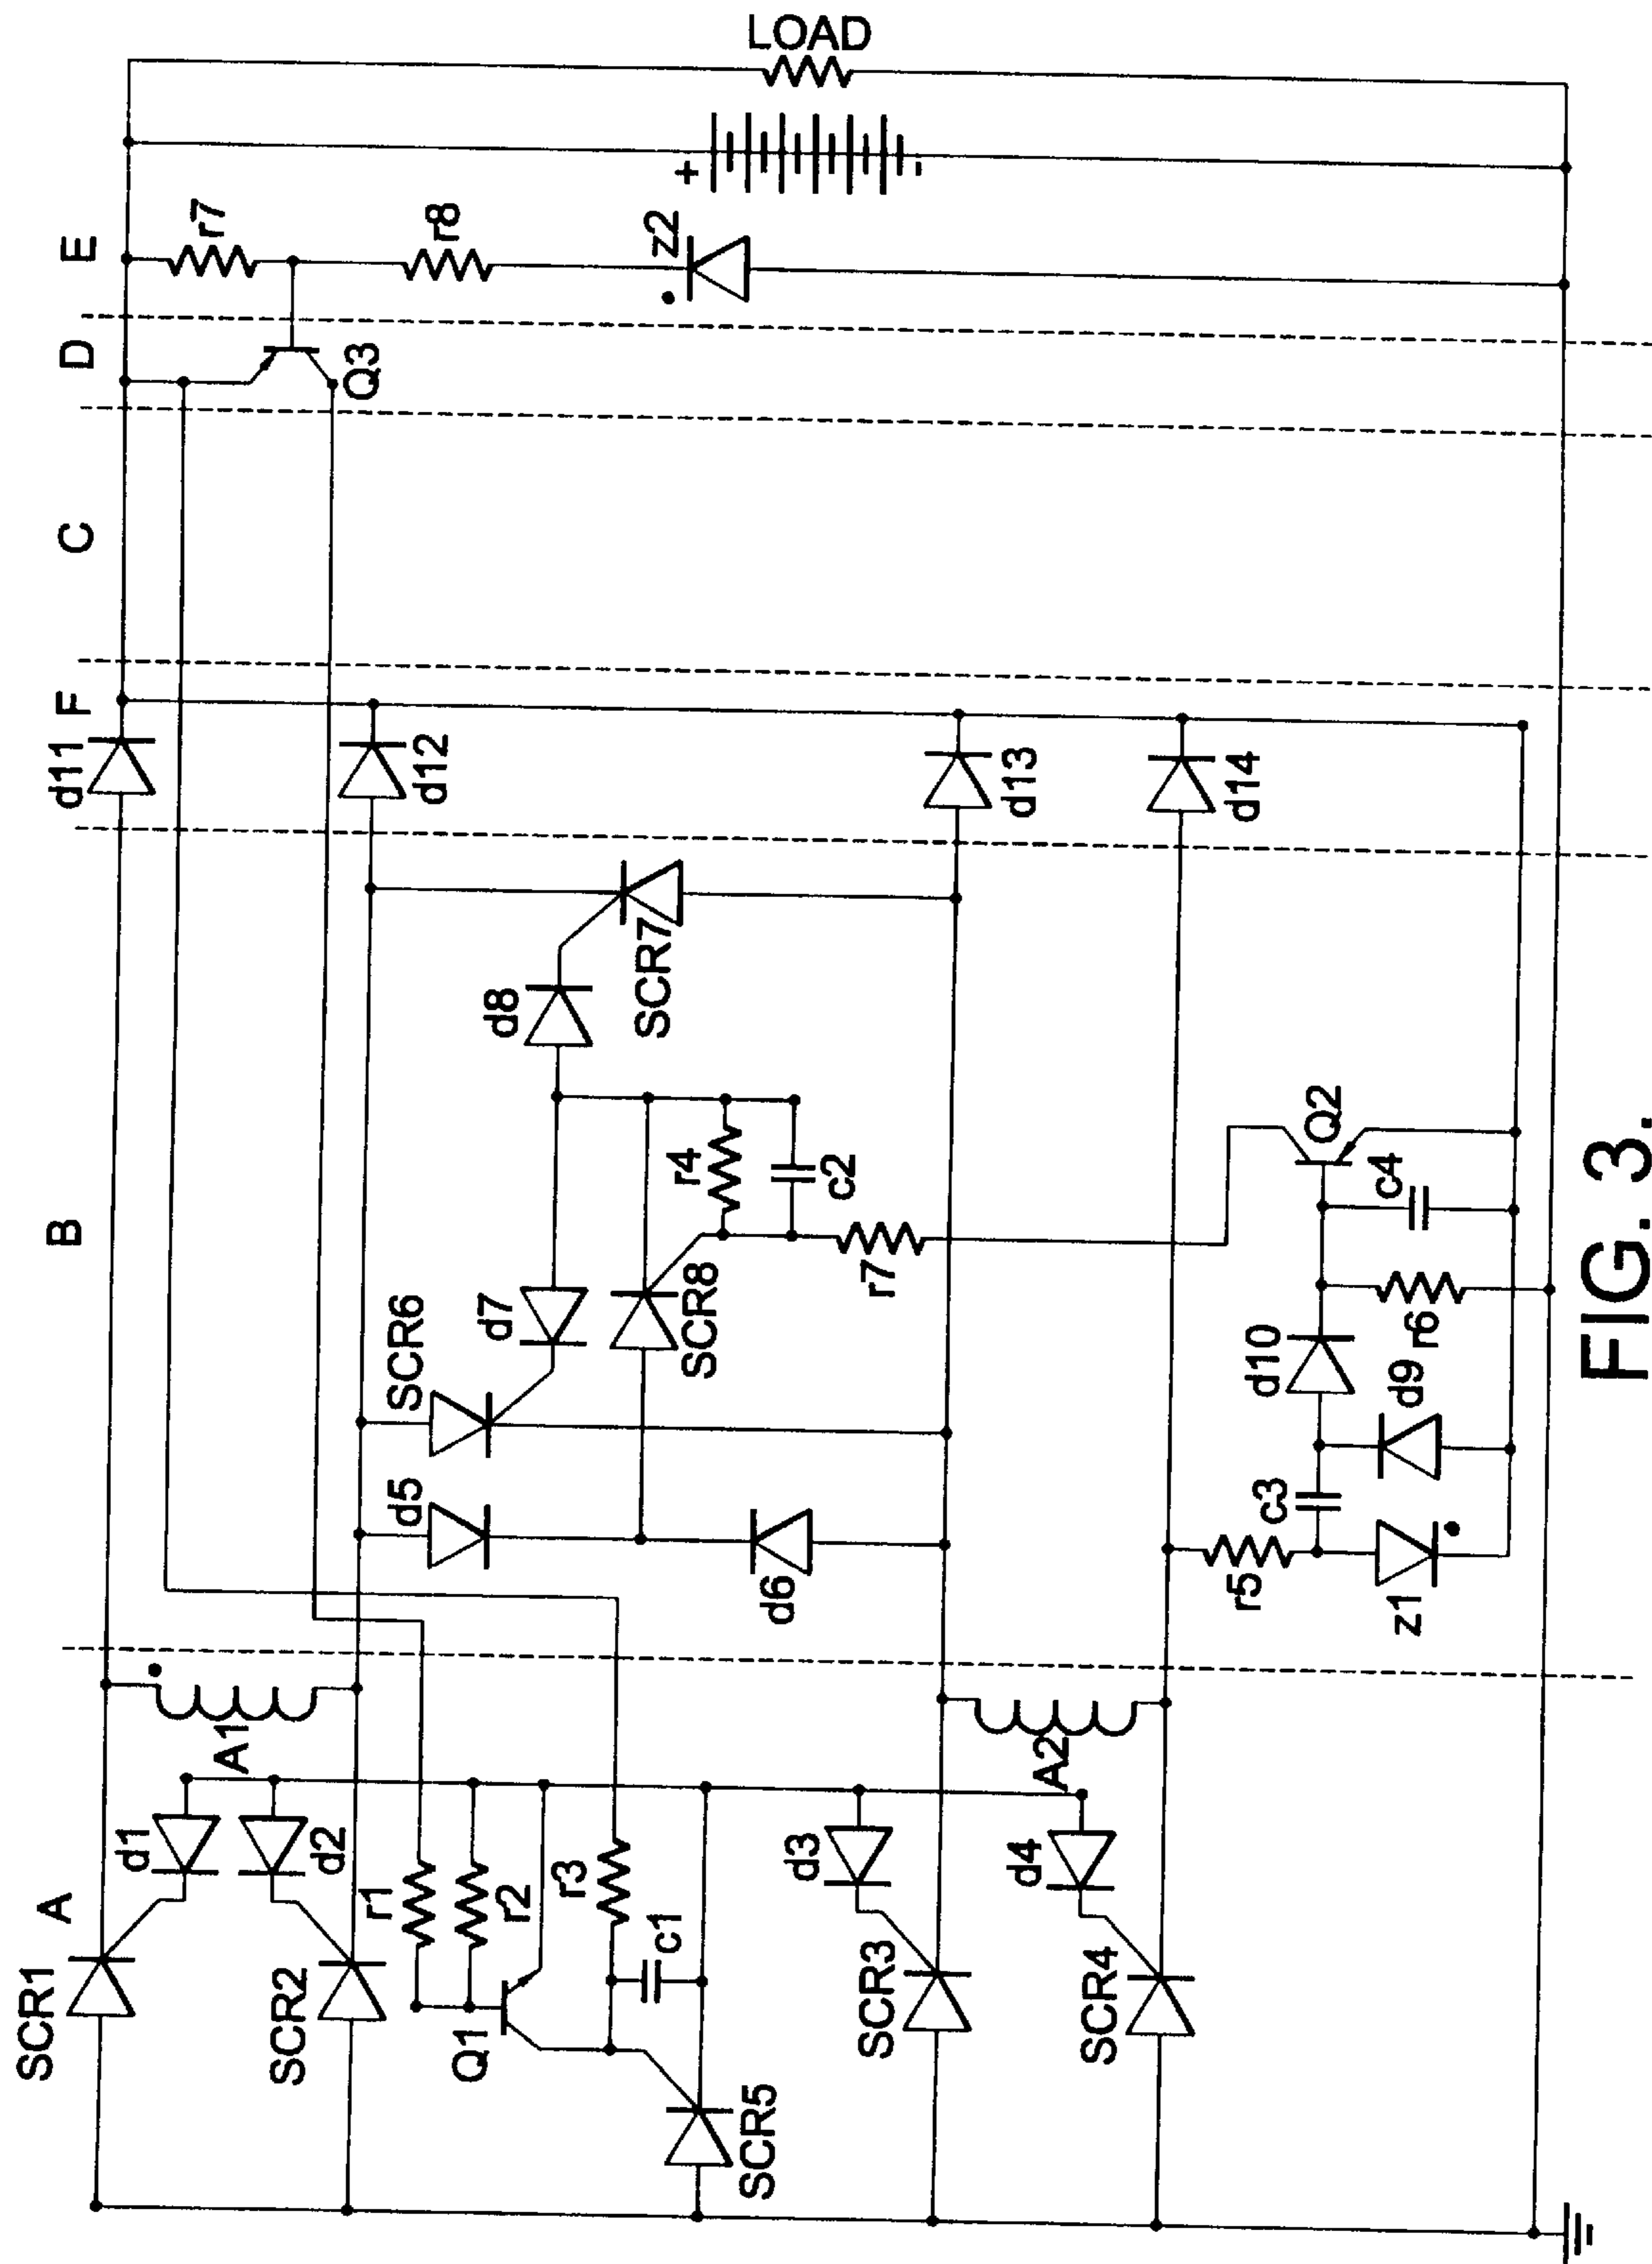 LOAD
E
r7
r8
z2
+
-
D
Q3
C
F
d11
d12
d13
d14
B
d8
SCR7
r4
c2
r7
Q2
c4
SCR6
d7
SCR8
d10
r6
d9
d5
d6
c3
r5
z1
A1
A2
A
d1
d2
r1
r2
r3
c1
d3
d4
SCR1
SCR2
Q1
SCR5
SCR3
SCR4
FIG. 3.